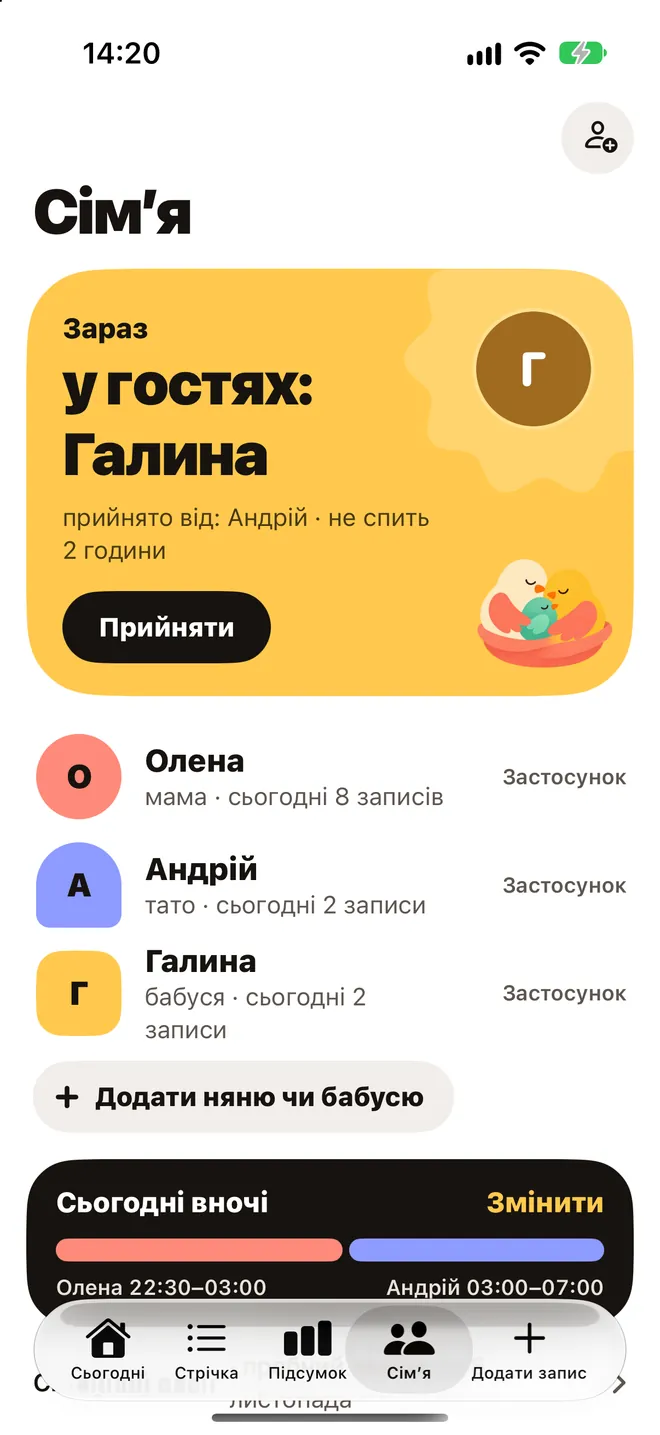 14:20
Сім’я
Зараз
у гостях:
Галина
Г
прийнято від: Андрій · не спить
2 години
Прийняти
О
Олена
мама · сьогодні 8 записів
Застосунок
А
Андрій
тато · сьогодні 2 записи
Застосунок
Г
Галина
бабуся · сьогодні 2
записи
Застосунок
+ Додати няню чи бабусю
Сьогодні вночі
Змінити
Олена 22:30–03:00
Андрій 03:00–07:00
Сьогодні
Стрічка
Підсумок
Сім’я
Додати запис
листопада